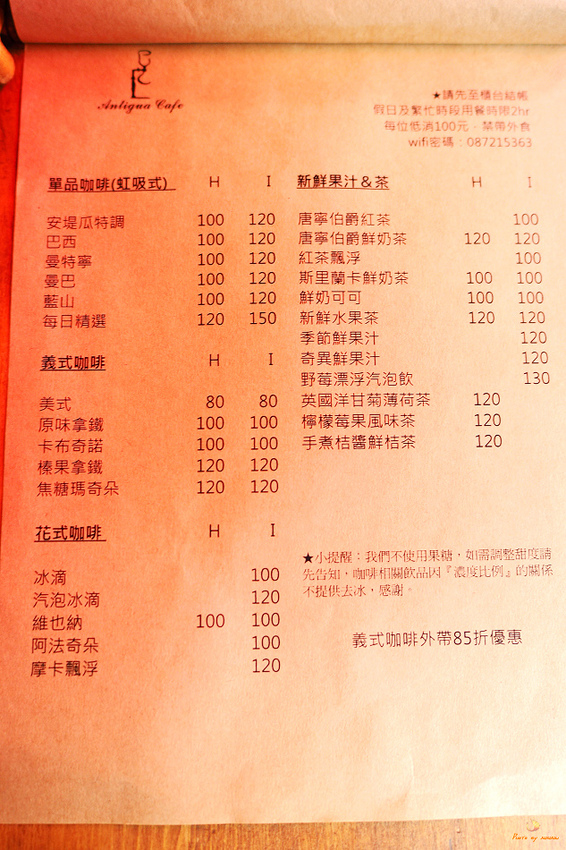 Antigua Cafe
★請先至櫃台結帳
假日及繁忙時段用餐時限2hr
每位低消100元、禁帶外食
wifi密碼：087215363
單品咖啡(虹吸式) H I
安堤瓜特調 100 120
巴西 100 120
曼特寧 100 120
曼巴 100 120
藍山 100 120
每日精選 120 150
義式咖啡 H I
美式 80 80
原味拿鐵 100 100
卡布奇諾 100 100
榛果拿鐵 120 120
焦糖瑪奇朵 120 120
花式咖啡 H I
冰滴 100
汽泡冰滴 120
維也納 100 100
阿法奇朵 100
摩卡飄浮 120
新鮮果汁＆茶 H I
唐寧伯爵紅茶 100
唐寧伯爵鮮奶茶 120 120
紅茶飄浮 100
斯里蘭卡鮮奶茶 100 100
鮮奶可可 100 100
新鮮水果茶 120 120
季節鮮果汁 120
奇異鮮果汁 120
野莓漂浮汽泡飲 130
英國洋甘菊薄荷茶 120
檸檬莓果風味茶 120
手煮桔醬鮮桔茶 120
★小提醒：我們不使用果糖，如需調整甜度請
先告知，咖啡相關飲品因『濃度比例』的關係
不提供去冰，感謝。
義式咖啡外帶85折優惠